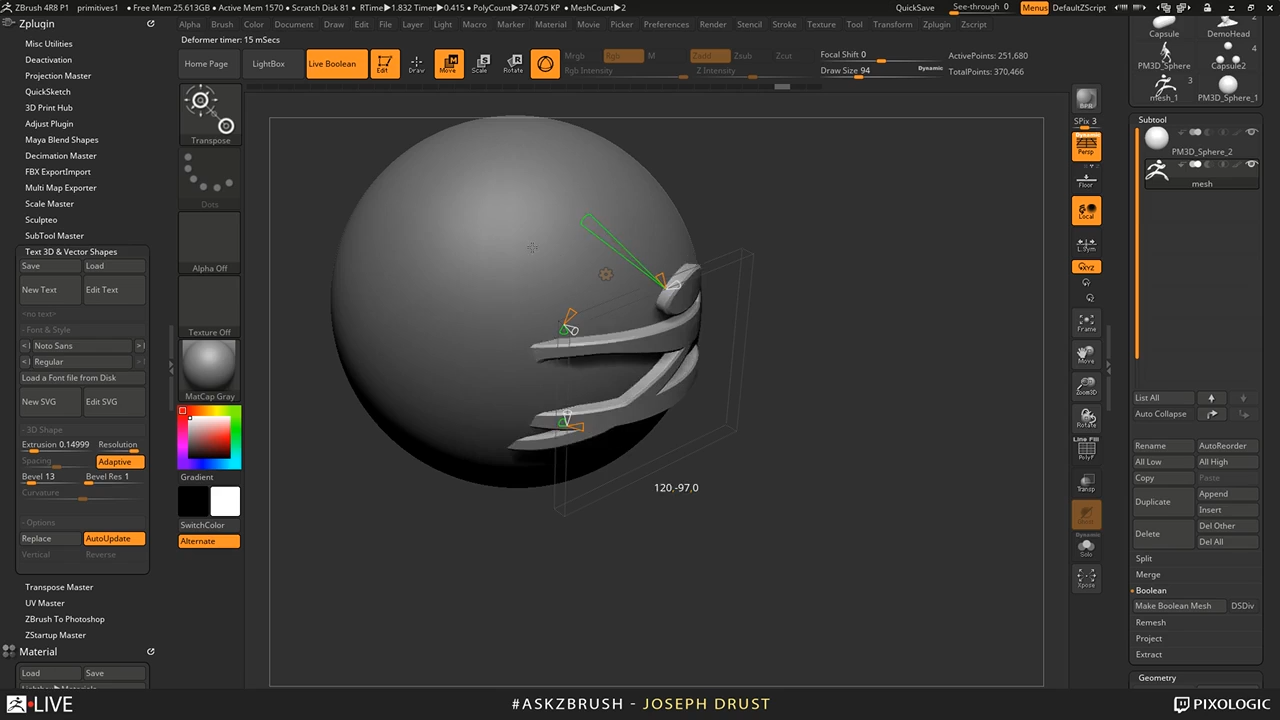 ZBrush 4R8 P1 primitives1 • Free Mem 25.613GB • Active Mem 1570 • Scratch Disk 81 • RTime▶1.832 Timer▶0.415 • PolyCount▶374.075 KP • MeshCount▶2
QuickSave
See-through 0
Menus
DefaultZScript
Zplugin
Alpha Brush Color Document Draw Edit File Layer Light Macro Marker Material Movie Picker Preferences Render Stencil Stroke Texture Tool Transform Zplugin Zscript
Deformer timer: 15 mSecs
Home Page
LightBox
Live Boolean
Edit
Draw
Move
Scale
Rotate
Mrgb
Rgb
M
Rgb Intensity
Zadd
Zsub
Zcut
Z Intensity
Focal Shift 0
Draw Size 94
Dynamic
ActivePoints: 251,680
TotalPoints: 370,466
Misc Utilities
Deactivation
Projection Master
QuickSketch
3D Print Hub
Adjust Plugin
Maya Blend Shapes
Decimation Master
FBX ExportImport
Multi Map Exporter
Scale Master
Sculpteo
SubTool Master
Text 3D & Vector Shapes
Save
Load
New Text
Edit Text
<no text>
- Font & Style
Noto Sans
Regular
Load a Font file from Disk
New SVG
Edit SVG
- 3D Shape
Extrusion 0.14999
Resolution
Spacing
Adaptive
Bevel 13
Bevel Res 1
Curvature
- Options
Replace
AutoUpdate
Vertical
Reverse
Transpose Master
UV Master
ZBrush To Photoshop
ZStartup Master
Material
Load
Save
Transpose
Dots
Alpha Off
Texture Off
MatCap Gray
Gradient
SwitchColor
Alternate
120,-97,0
BPR
SPix 3
Dynamic
Persp
Floor
Local
L.Sym
XYZ
Frame
Move
Zoom3D
Rotate
Line Fill
PolyF
Transp
Ghost
Dynamic
Solo
Xpose
Capsule
DemoHead
4
PM3D_Sphere
Capsule2
3
mesh_1
PM3D_Sphere_1
Subtool
PM3D_Sphere_2
mesh
List All
Auto Collapse
Rename
AutoReorder
All Low
All High
Copy
Paste
Duplicate
Append
Insert
Delete
Del Other
Del All
Split
Merge
Boolean
Make Boolean Mesh
DSDiv
Remesh
Project
Extract
Geometry
LIVE
#ASKZBRUSH - JOSEPH DRUST
PIXOLOGIC